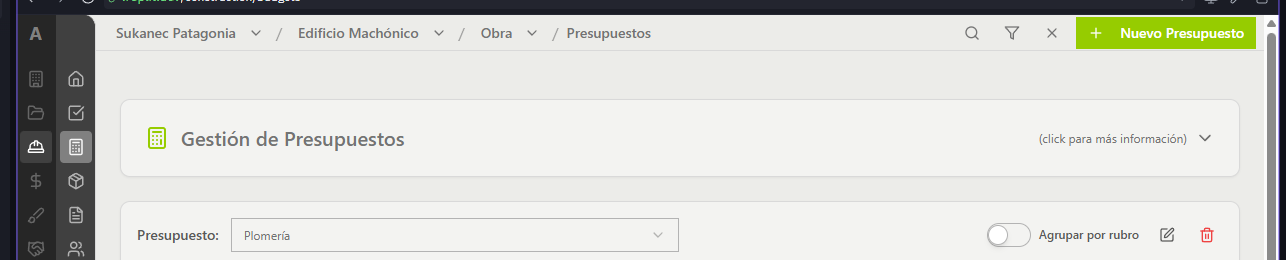 A
Sukanec Patagonia / Edificio Machónico / Obra / Presupuestos
+ Nuevo Presupuesto
Gestión de Presupuestos
(click para más información)
Presupuesto: Plomería
Agrupar por rubro